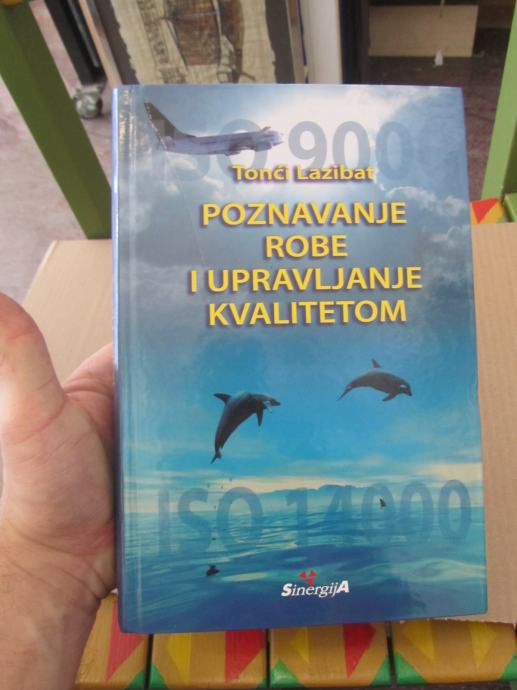 ISO 900
Tonći Lazibat
POZNAVANJE
ROBE
I UPRAVLJANJE
KVALITETOM
ISO 14000
SinergijA